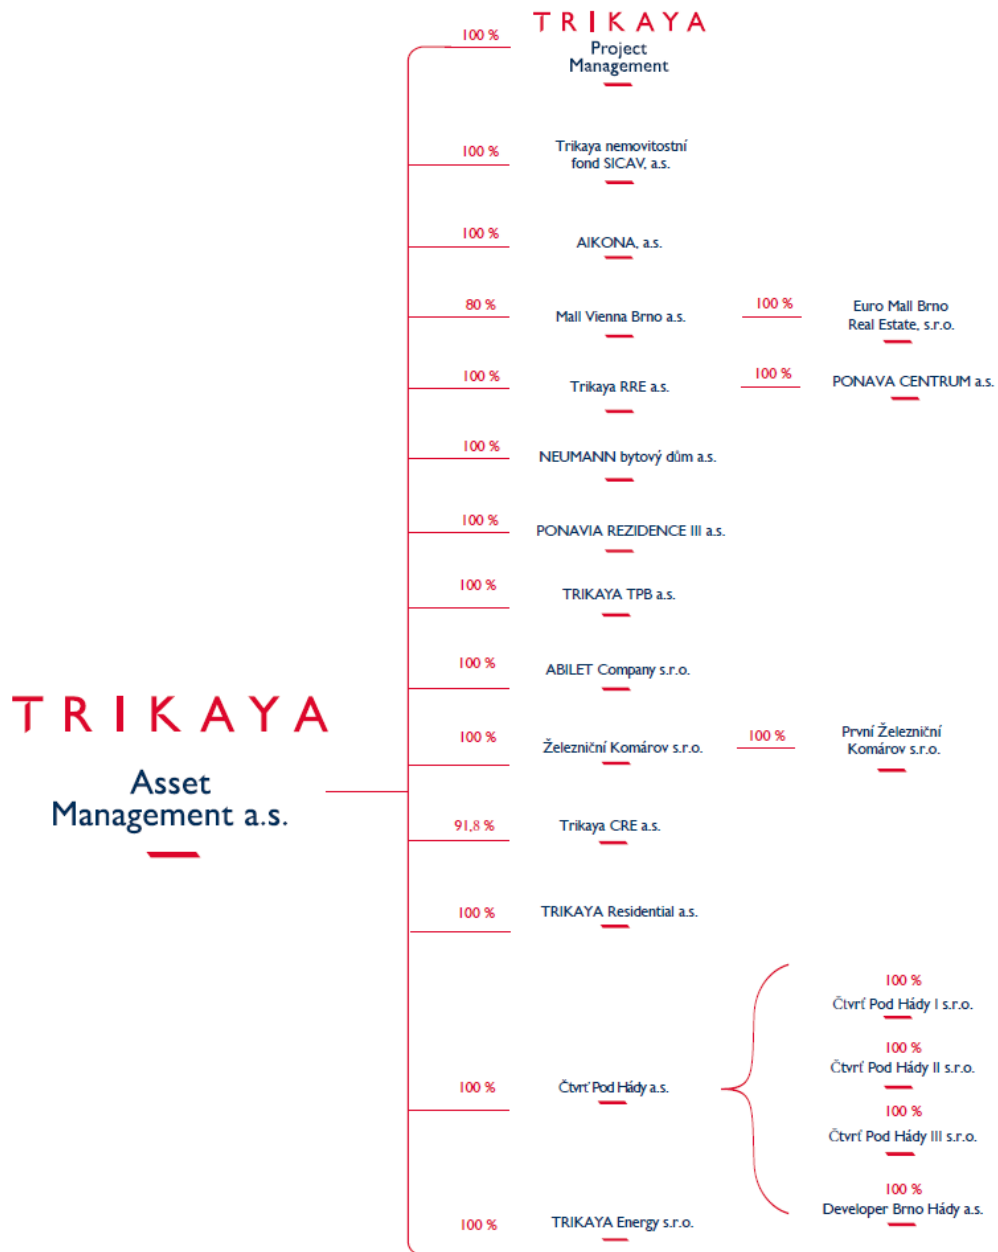 100 %
TRIKAYA
Project
Management
100 %
Trikaya nemovitostní
fond SICAV, a.s.
100 %
AIKONA, a.s.
80 %
Mall Vienna Brno a.s.
100 %
Euro Mall Brno
Real Estate, s.r.o.
100 %
Trikaya RRE a.s.
100 %
PONAVA CENTRUM a.s.
100 %
NEUMANN bytový dům a.s.
100 %
PONAVIA REZIDENCE III a.s.
100 %
TRIKAYA TPB a.s.
100 %
ABILET Company s.r.o.
TRIKAYA
Asset
Management a.s.
100 %
Železniční Komárov s.r.o.
100 %
První Železniční
Komárov s.r.o.
91,8 %
Trikaya CRE a.s.
100 %
TRIKAYA Residential a.s.
100 %
Čtvrť Pod Hády a.s.
100 %
Čtvrť Pod Hády I s.r.o.
100 %
Čtvrť Pod Hády II s.r.o.
100 %
Čtvrť Pod Hády III s.r.o.
100 %
Developer Brno Hády a.s.
100 %
TRIKAYA Energy s.r.o.